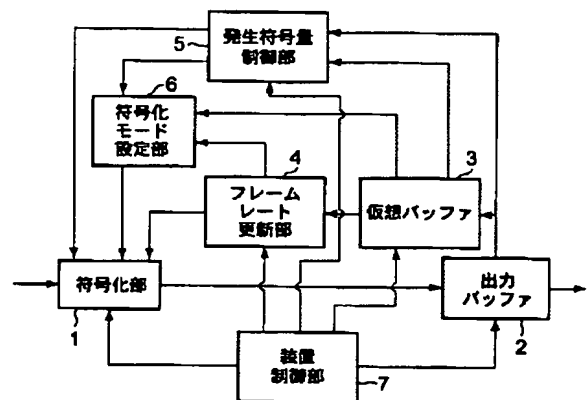 発生符号量
制御部
5
6
符号化
モード
設定部
4
フレーム
レート
更新部
3
仮想バッファ
符号化部
1
出力
バッファ
2
装置
制御部
7